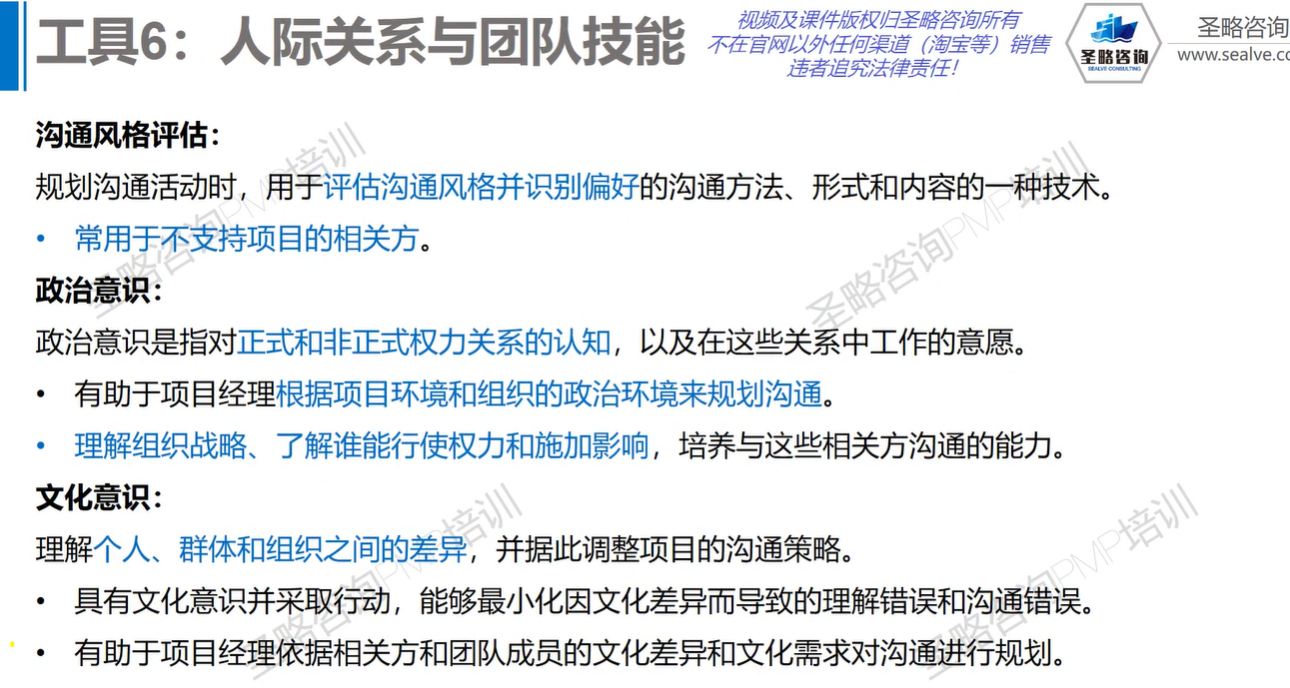 工具6：人际关系与团队技能
视频及课件版权归圣略咨询所有
不在官网以外任何渠道（淘宝等）销售
违者追究法律责任！
圣略咨询
SEALVE CONSULTING
圣略咨询
www.sealve.co
沟通风格评估：
规划沟通活动时，用于评估沟通风格并识别偏好的沟通方法、形式和内容的一种技术。
• 常用于不支持项目的相关方。
政治意识：
政治意识是指对正式和非正式权力关系的认知，以及在这些关系中工作的意愿。
• 有助于项目经理根据项目环境和组织的政治环境来规划沟通。
• 理解组织战略、了解谁能行使权力和施加影响，培养与这些相关方沟通的能力。
文化意识：
理解个人、群体和组织之间的差异，并据此调整项目的沟通策略。
• 具有文化意识并采取行动，能够最小化因文化差异而导致的理解错误和沟通错误。
• 有助于项目经理依据相关方和团队成员的文化差异和文化需求对沟通进行规划。
圣略咨询PMP培训
圣略咨询PMP培训
圣略咨询PMP培训
圣略咨询PMP培训